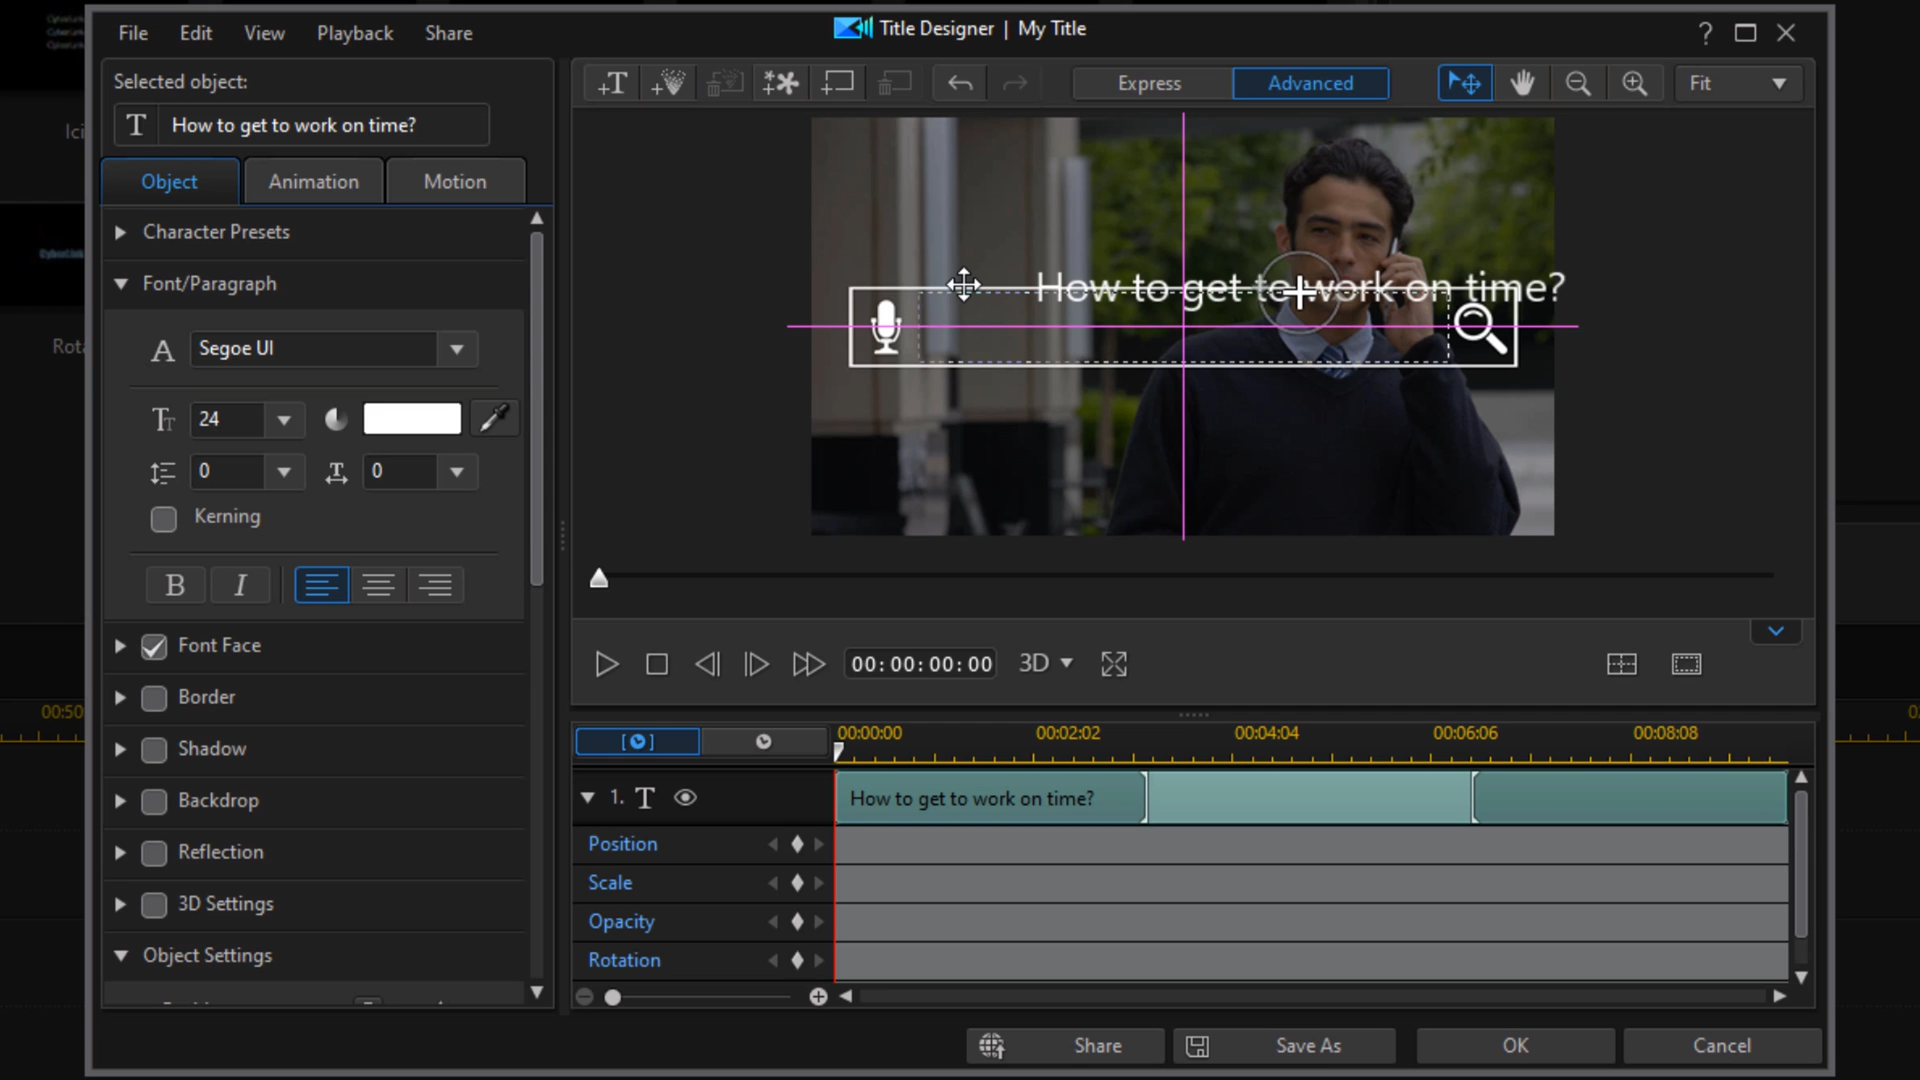 File Edit View Playback Share
Title Designer | My Title
?
Selected object:
T How to get to work on time?
Object Animation Motion
Character Presets
Font/Paragraph
Segoe UI
24
0 0
Kerning
B I
Font Face
Border
Shadow
Backdrop
Reflection
3D Settings
Object Settings
Express Advanced
Fit
How to get to work on time?
00:00:00:00 3D
00:00:00 00:02:02 00:04:04 00:06:06 00:08:08
1. T How to get to work on time?
Position
Scale
Opacity
Rotation
Share Save As OK Cancel
00:50